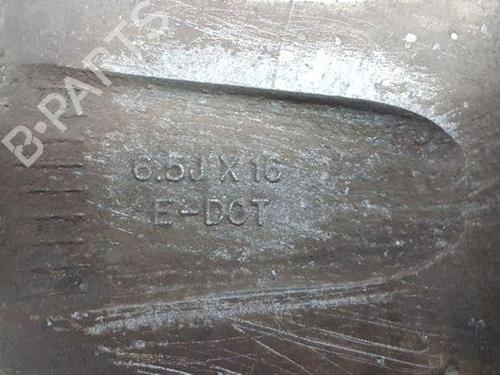 B-PARTS
6.5J X 16
E-DOT